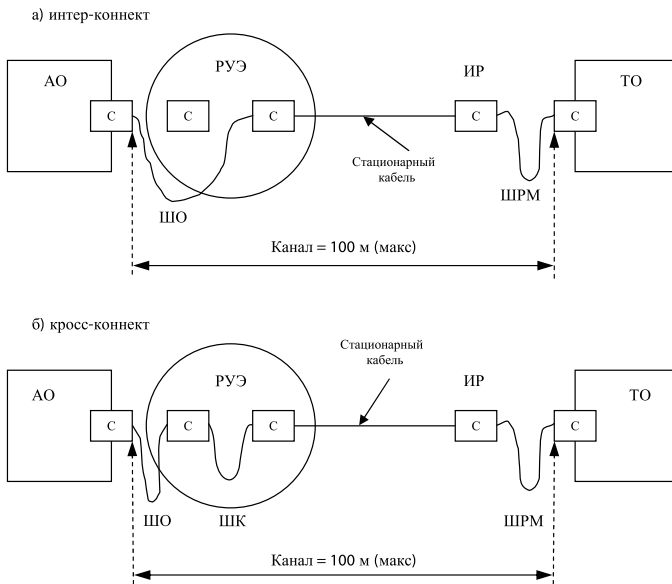 а) интер-коннект
АО
РУЭ
ИР
ТО
С
С
С
С
С
Стационарный
кабель
ШО
ШРМ
Канал = 100 м (макс)
б) кросс-коннект
Стационарный
кабель
АО
РУЭ
ИР
ТО
С
С
С
С
С
ШО
ШК
ШРМ
Канал = 100 м (макс)